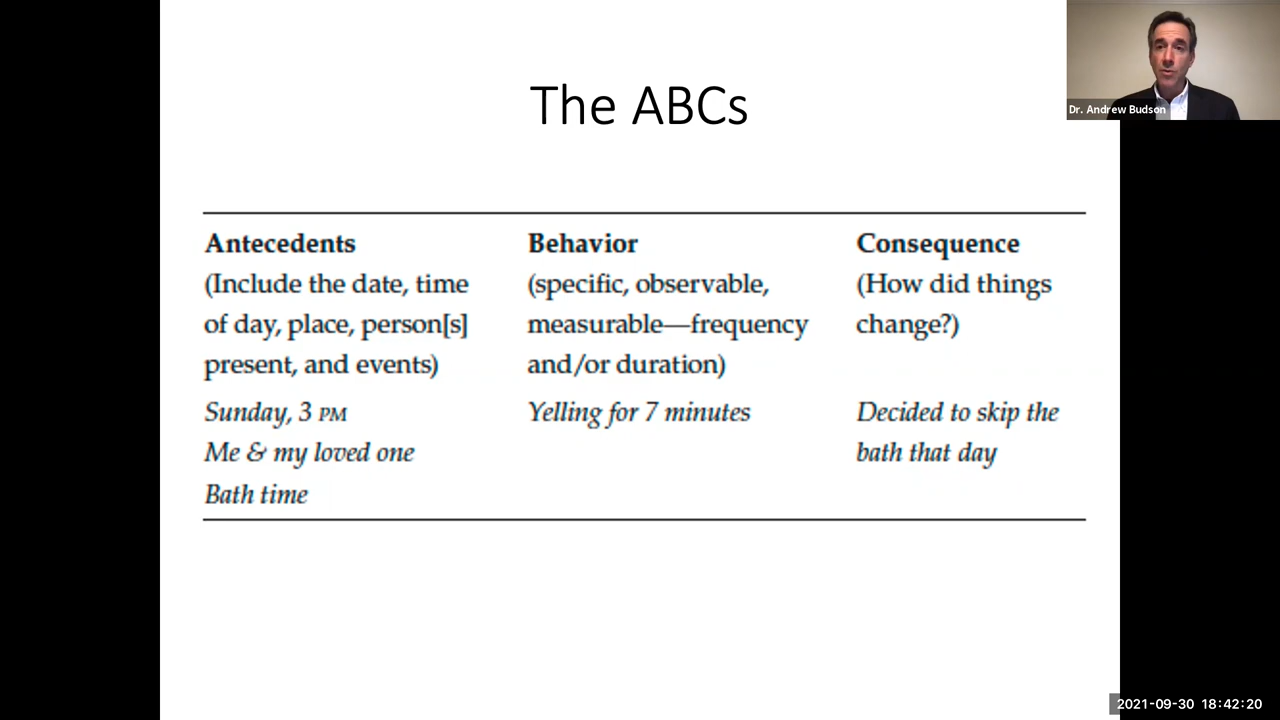 Dr. Andrew Budson
The ABCs
Antecedents
(Include the date, time
of day, place, person[s]
present, and events)
Sunday, 3 PM
Me & my loved one
Bath time
Behavior
(specific, observable,
measurable—frequency
and/or duration)
Yelling for 7 minutes
Consequence
(How did things
change?)
Decided to skip the
bath that day
2021-09-30 18:42:20